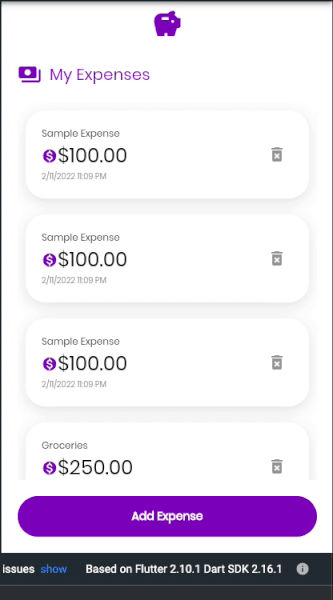 My Expenses
Sample Expense
$100.00
2/11/2022 11:09 PM
Sample Expense
$100.00
2/11/2022 11:09 PM
Sample Expense
$100.00
2/11/2022 11:09 PM
Groceries
$250.00
Add Expense
issues show Based on Flutter 2.10.1 Dart SDK 2.16.1